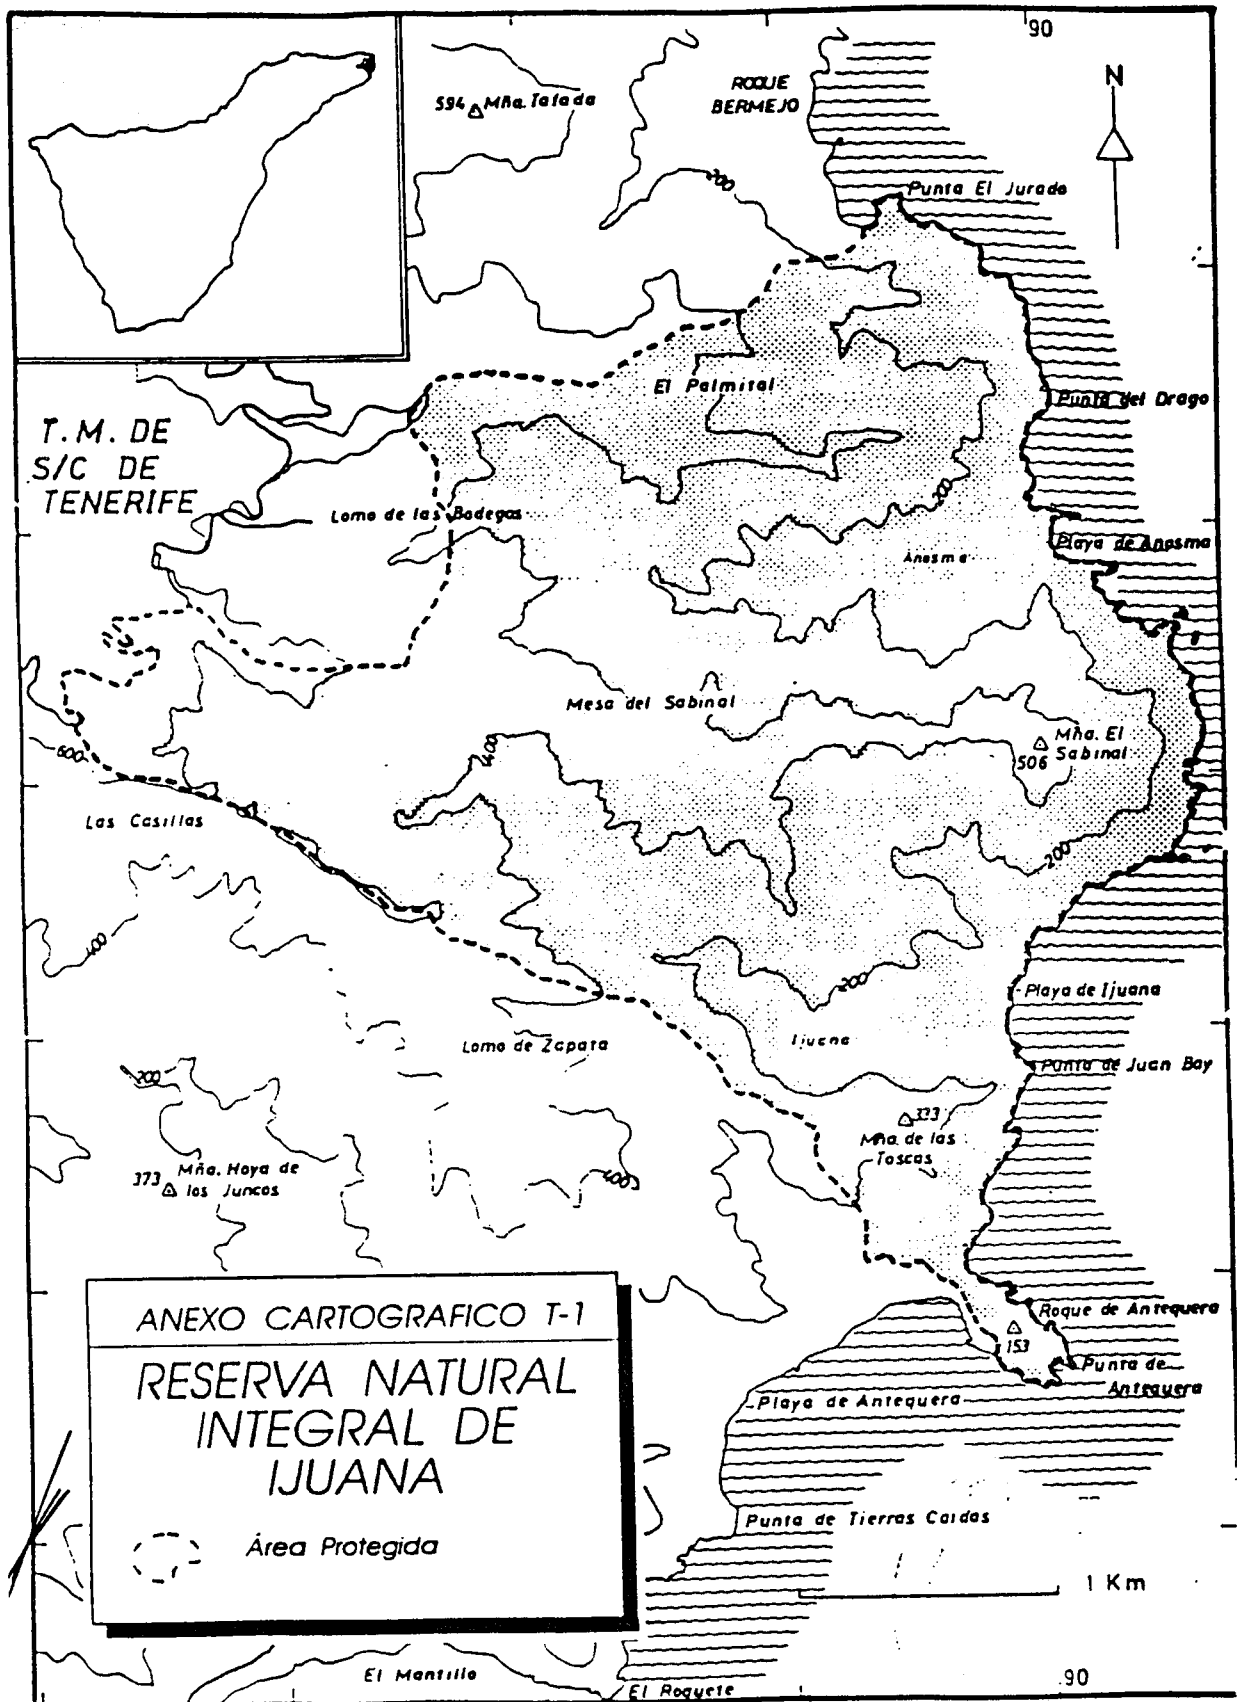 90
N
ROQUE
BERMEJO
594 Mña. Tafada
200
Punta El Jurado
El Palmital
Punta del Drago
T.M. DE
S/C DE
TENERIFE
Lomo de las Bodegas
200
Playa de Anosma
Anosma
Mesa del Sabinal
Mña. El
Sabinal
506
600
400
Las Casillas
200
400
200
Playa de Ijuana
Lomo de Zapata
Ijuana
Punta de Juan Bay
200
333
Mña. de las
Toscas
373 Mña. Hoya de
los Juncos
400
ANEXO CARTOGRAFICO T-1
RESERVA NATURAL
INTEGRAL DE
IJUANA
Área Protegida
Roque de Antequera
153
Punta de
Antequera
Playa de Antequera
Punta de Tierras Caidas
1 Km
El Mantillo
El Roquete
90